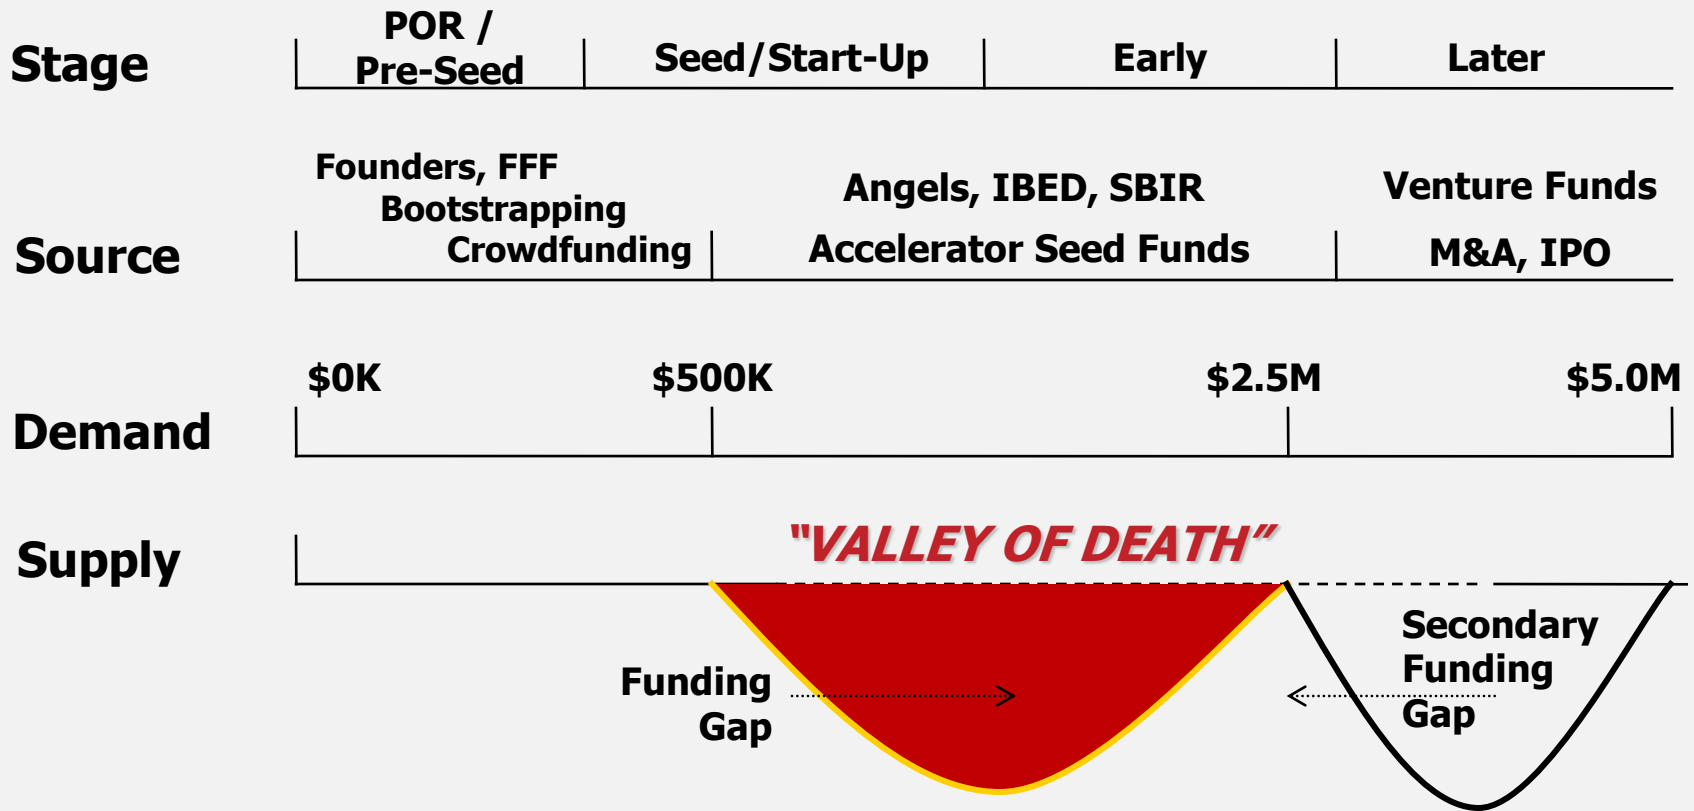 Stage
POR /
Pre-Seed
Seed/Start-Up
Early
Later
Source
Founders, FFF
Bootstrapping
Crowdfunding
Angels, IBED, SBIR
Accelerator Seed Funds
Venture Funds
M&A, IPO
Demand
$0K
$500K
$2.5M
$5.0M
Supply
“VALLEY OF DEATH”
Funding
Gap
Secondary
Funding
Gap